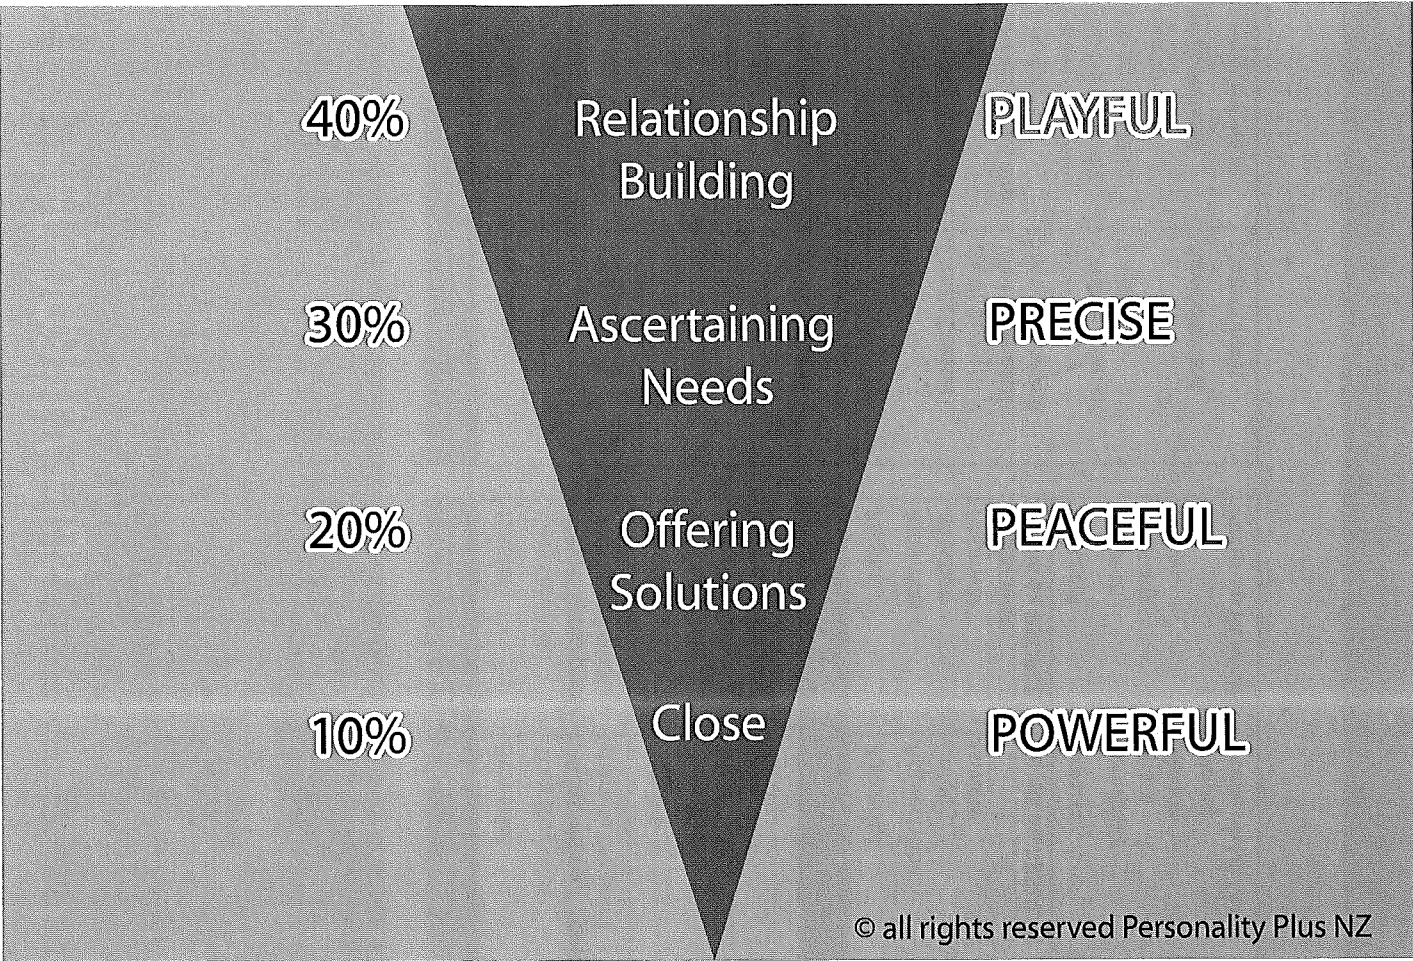 40% Relationship PLAYFUL
Building
30% Ascertaining PRECISE
Needs
20% Offering PEACEFUL
Solutions
10% Close POWERFUL
© all rights reserved Personality Plus NZ